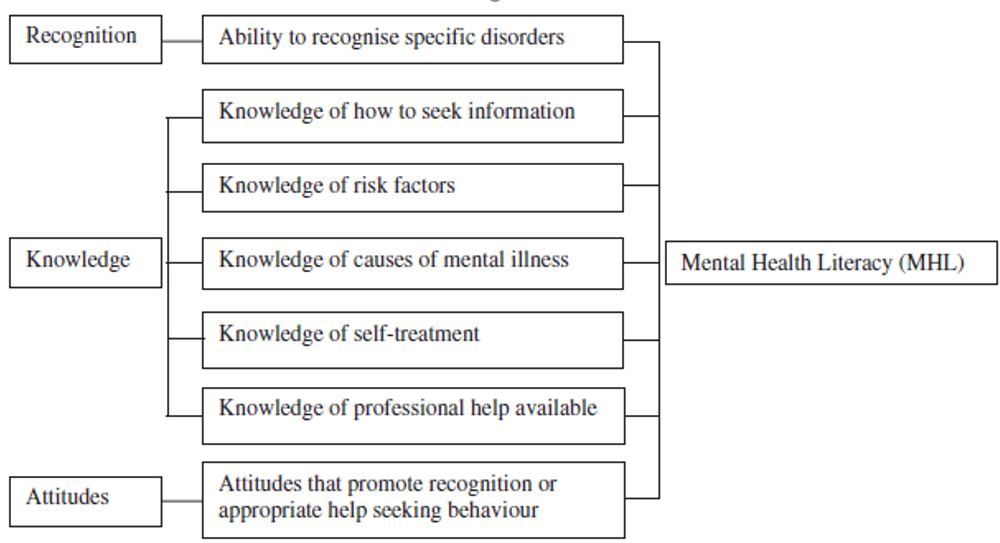 Recognition
Ability to recognise specific disorders
Knowledge of how to seek information
Knowledge of risk factors
Knowledge
Knowledge of causes of mental illness
Mental Health Literacy (MHL)
Knowledge of self-treatment
Knowledge of professional help available
Attitudes
Attitudes that promote recognition or
appropriate help seeking behaviour